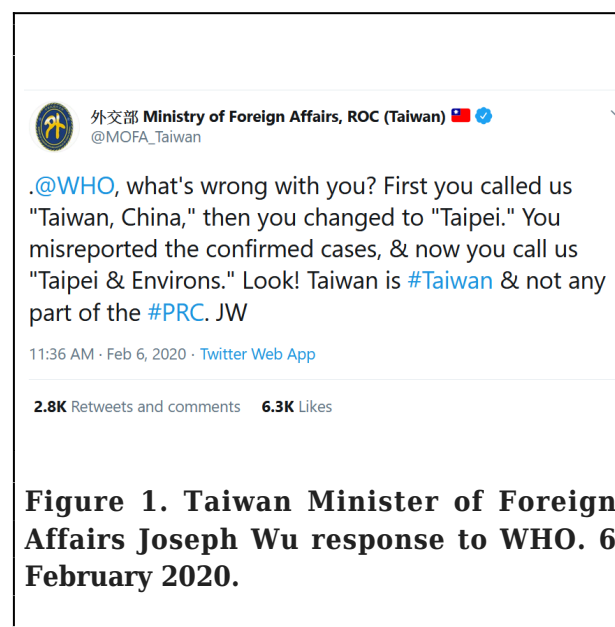 外交部 Ministry of Foreign Affairs, ROC (Taiwan)
@MOFA_Taiwan
.@WHO, what's wrong with you? First you called us
"Taiwan, China," then you changed to "Taipei." You
misreported the confirmed cases, & now you call us
"Taipei & Environs." Look! Taiwan is #Taiwan & not any
part of the #PRC. JW
11:36 AM · Feb 6, 2020 · Twitter Web App
2.8K Retweets and comments 6.3K Likes
Figure 1. Taiwan Minister of Foreign
Affairs Joseph Wu response to WHO. 6
February 2020.